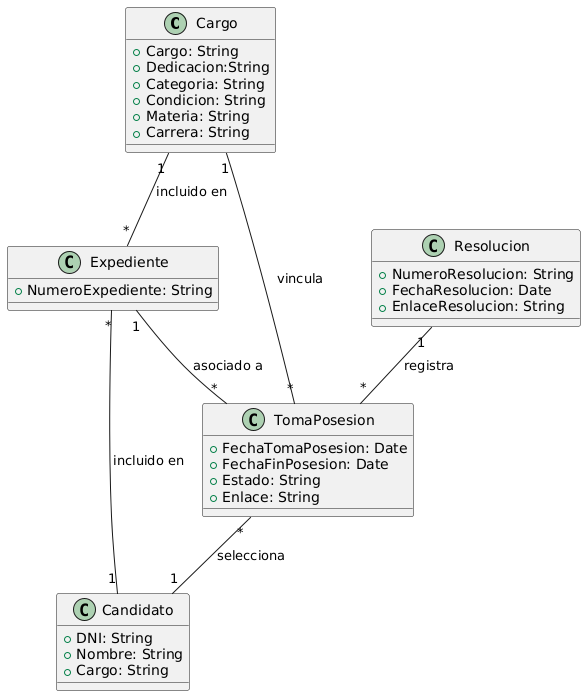 C Cargo
Cargo: String
Dedicacion:String
Categoria: String
Condicion: String
Materia: String
Carrera: String
1
1
incluido en
*
C Expediente
NumeroExpediente: String
C Resolucion
NumeroResolucion: String
FechaResolucion: Date
EnlaceResolucion: String
vincula
*
1
1
asociado a
registra
*
*
*
C TomaPosesion
FechaTomaPosesion: Date
FechaFinPosesion: Date
Estado: String
Enlace: String
incluido en
*
selecciona
1
1
C Candidato
DNI: String
Nombre: String
Cargo: String